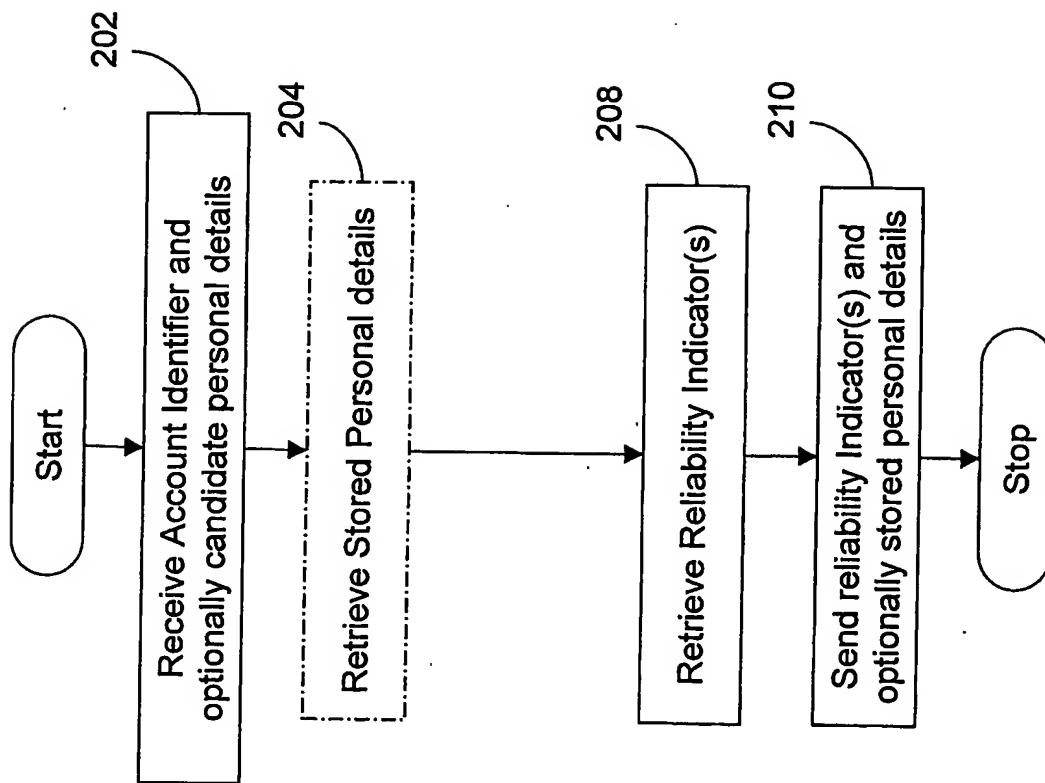 Start
202
Receive Account Identifier and
optionally candidate personal details
204
Retrieve Stored Personal details
208
Retrieve Reliability Indicator(s)
210
Send reliability Indicator(s) and
optionally stored personal details
Stop